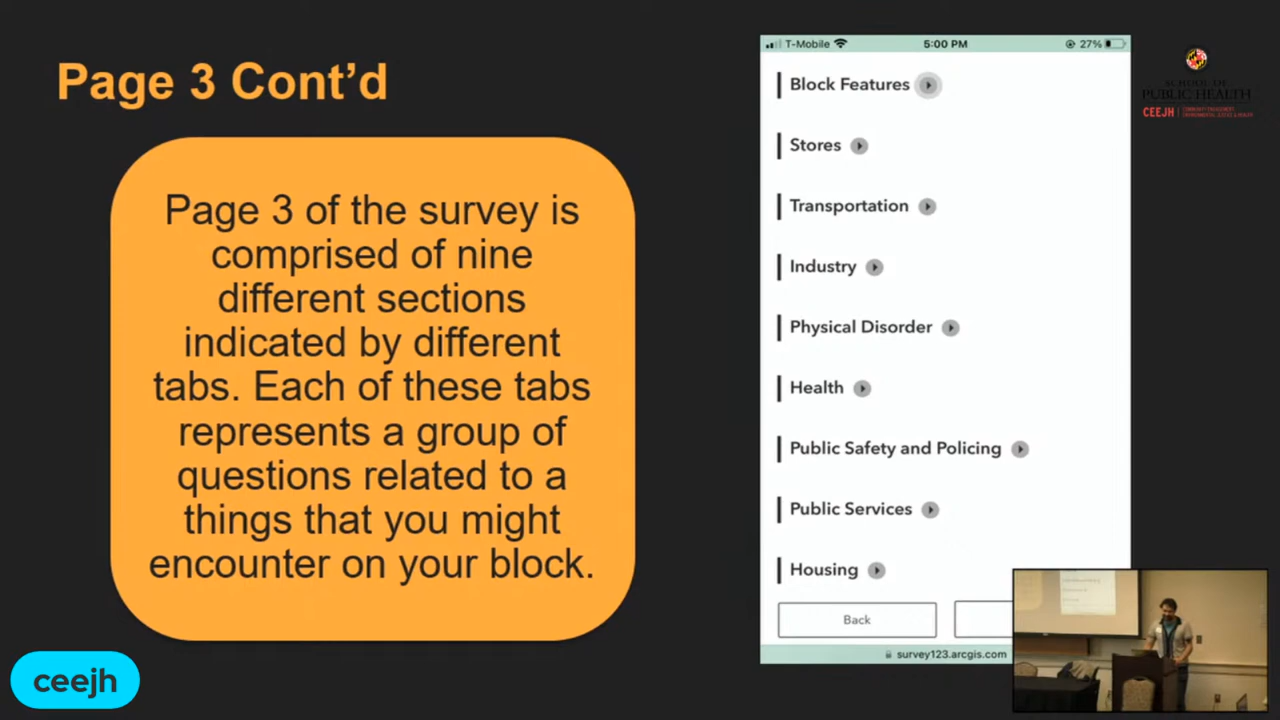 Page 3 Cont’d
Page 3 of the survey is
comprised of nine
different sections
indicated by different
tabs. Each of these tabs
represents a group of
questions related to a
things that you might
encounter on your block.
ceejh
T-Mobile
5:00 PM
27%
Block Features
Stores
Transportation
Industry
Physical Disorder
Health
Public Safety and Policing
Public Services
Housing
Back
survey123.arcgis.com
SCHOOL OF
PUBLIC HEALTH
CEEJH